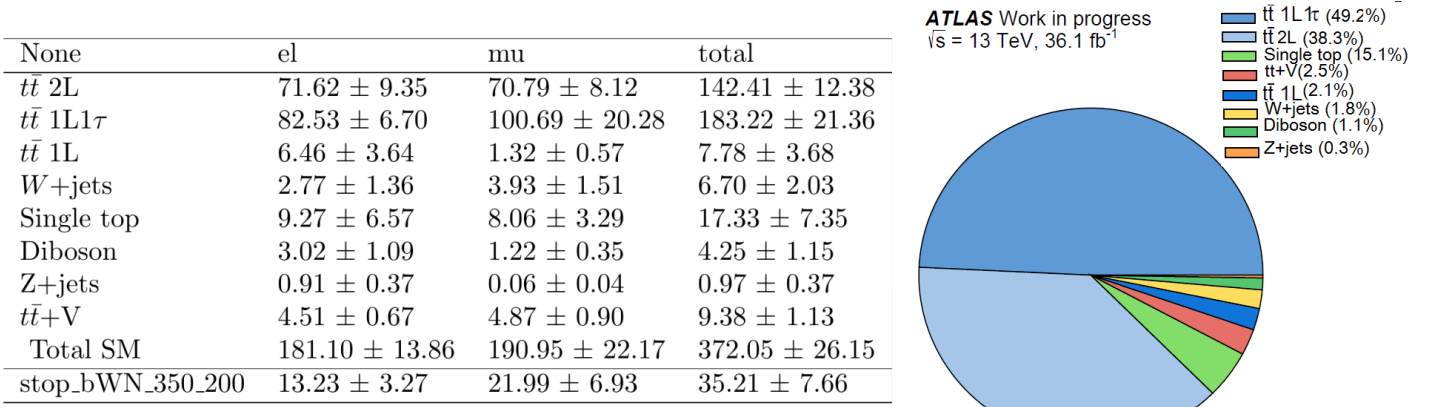 None el mu total
tt̄ 2L 71.62 ± 9.35 70.79 ± 8.12 142.41 ± 12.38
tt̄ 1L1τ 82.53 ± 6.70 100.69 ± 20.28 183.22 ± 21.36
tt̄ 1L 6.46 ± 3.64 1.32 ± 0.57 7.78 ± 3.68
W+jets 2.77 ± 1.36 3.93 ± 1.51 6.70 ± 2.03
Single top 9.27 ± 6.57 8.06 ± 3.29 17.33 ± 7.35
Diboson 3.02 ± 1.09 1.22 ± 0.35 4.25 ± 1.15
Z+jets 0.91 ± 0.37 0.06 ± 0.04 0.97 ± 0.37
tt̄+V 4.51 ± 0.67 4.87 ± 0.90 9.38 ± 1.13
Total SM 181.10 ± 13.86 190.95 ± 22.17 372.05 ± 26.15
stop_bWN_350_200 13.23 ± 3.27 21.99 ± 6.93 35.21 ± 7.66
ATLAS Work in progress
√s = 13 TeV, 36.1 fb⁻¹
tt̄ 1L1τ (49.2%)
tt̄ 2L (38.3%)
Single top (15.1%)
tt+V(2.5%)
tt̄ 1L(2.1%)
W+jets (1.8%)
Diboson (1.1%)
Z+jets (0.3%)